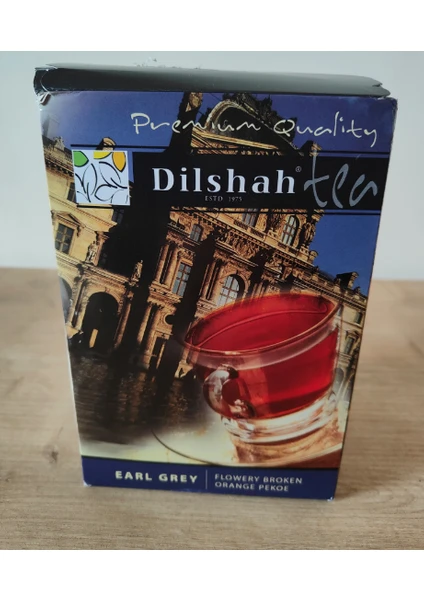 Premium Quality
Dilshah® tea
ESTD 1975
EARL GREY
FLOWERY BROKEN
ORANGE PEKOE